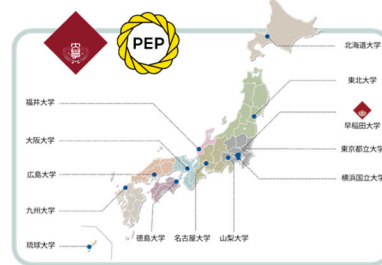 PEP
北海道大学
東北大学
早稲田大学
東京都立大学
横浜国立大学
福井大学
大阪大学
広島大学
九州大学
琉球大学
徳島大学
名古屋大学
山梨大学